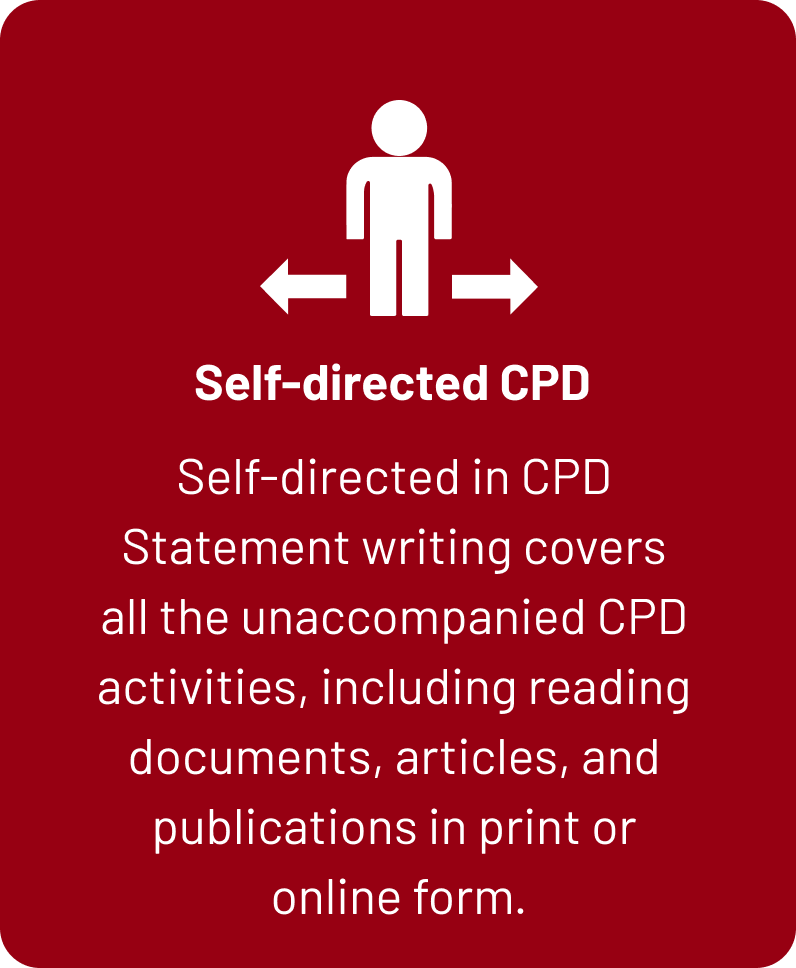 Self-directed CPD
Self-directed in CPD
Statement writing covers
all the unaccompanied CPD
activities, including reading
documents, articles, and
publications in print or
online form.